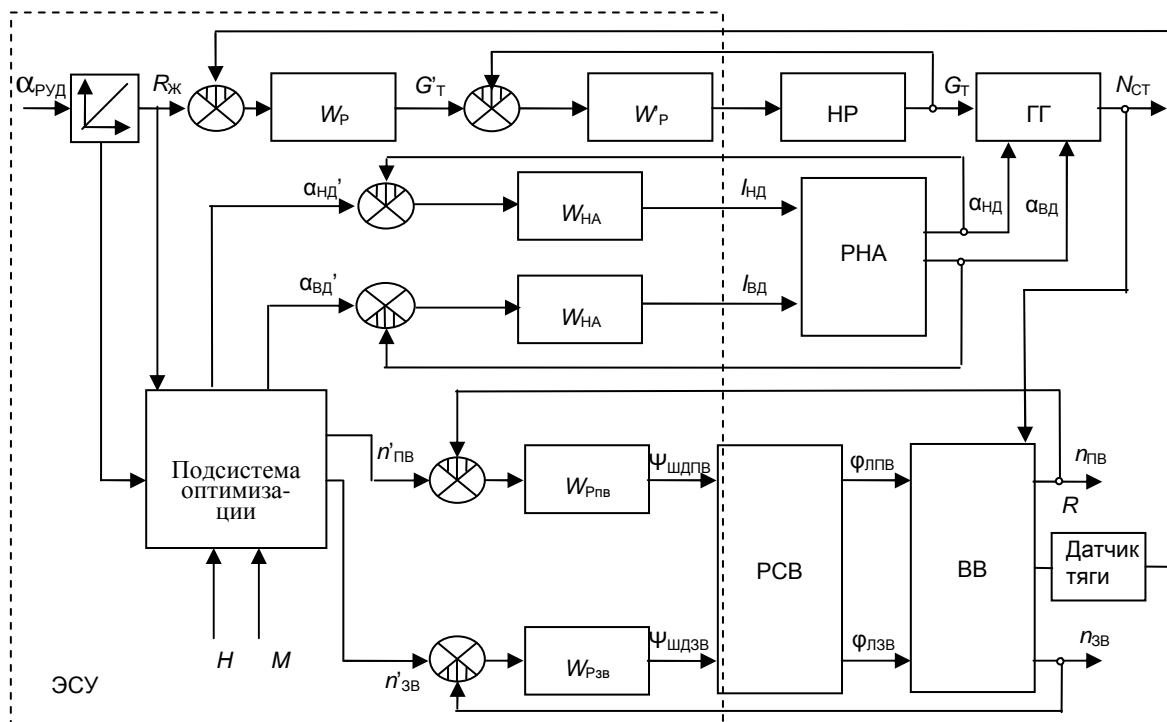 αРУД
RЖ
WР
G'Т
W'Р
НР
GТ
ГГ
NСТ
αНД'
WНА
IНД
РНА
αНД
αВД
αВД'
WНА
IВД
Подсистема
оптимиза-
ции
n'ПВ
WРпв
ΨШДПВ
РСВ
φЛПВ
ВВ
nПВ
R
Датчик
тяги
n'ЗВ
WРзв
ΨШДЗВ
φЛЗВ
nЗВ
H
M
ЭСУ